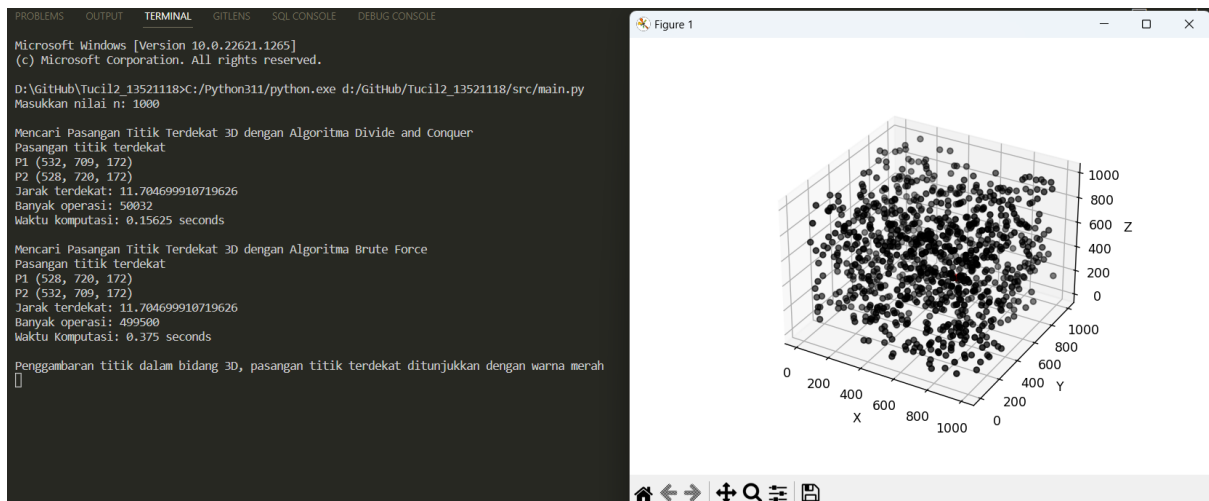 PROBLEMS OUTPUT TERMINAL GITLENS SQL CONSOLE DEBUG CONSOLE
Microsoft Windows [Version 10.0.22621.1265]
(c) Microsoft Corporation. All rights reserved.
D:\GitHub\Tucil2_13521118>C:/Python311/python.exe d:/GitHub/Tucil2_13521118/src/main.py
Masukkan nilai n: 1000
Mencari Pasangan Titik Terdekat 3D dengan Algoritma Divide and Conquer
Pasangan titik terdekat
P1 (532, 709, 172)
P2 (528, 720, 172)
Jarak terdekat: 11.704699910719626
Banyak operasi: 50032
Waktu komputasi: 0.15625 seconds
Mencari Pasangan Titik Terdekat 3D dengan Algoritma Brute Force
Pasangan titik terdekat
P1 (528, 720, 172)
P2 (532, 709, 172)
Jarak terdekat: 11.704699910719626
Banyak operasi: 499500
Waktu Komputasi: 0.375 seconds
Penggambaran titik dalam bidang 3D, pasangan titik terdekat ditunjukkan dengan warna merah
Figure 1
1000
800
600 Z
400
200
0
1000
800
600
400 Y
200
0
0
200
400
600
X
800
1000